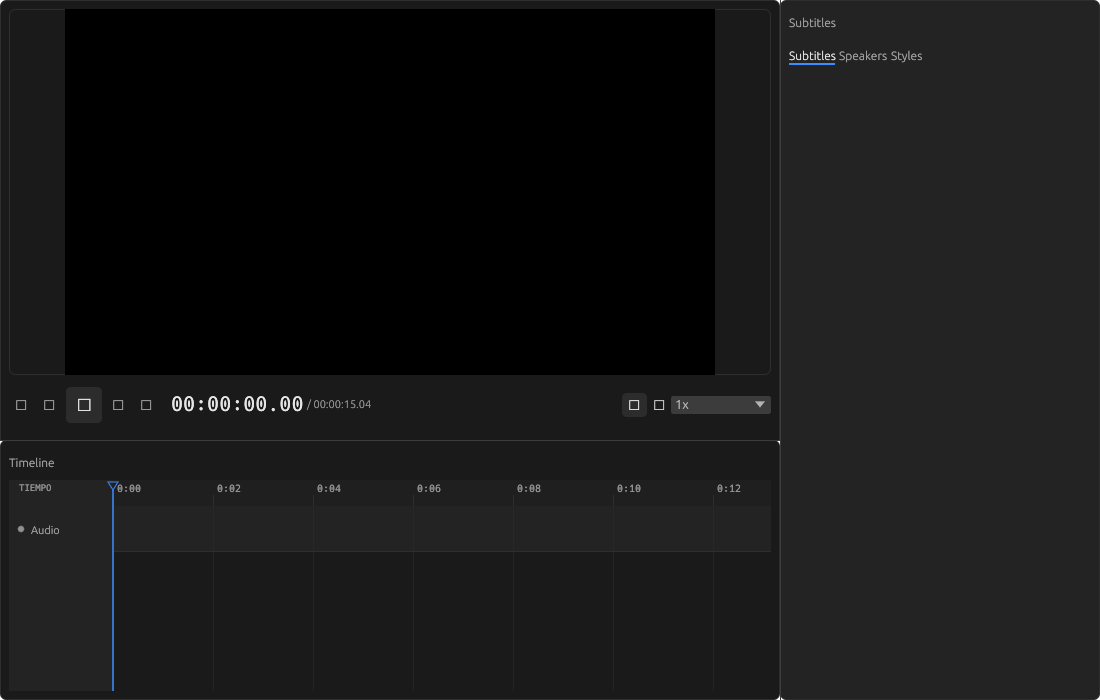 Subtitles
Subtitles Speakers Styles
00:00:00.00 / 00:00:15.04
1x
Timeline
TIEMPO
0:00 0:02 0:04 0:06 0:08 0:10 0:12
Audio